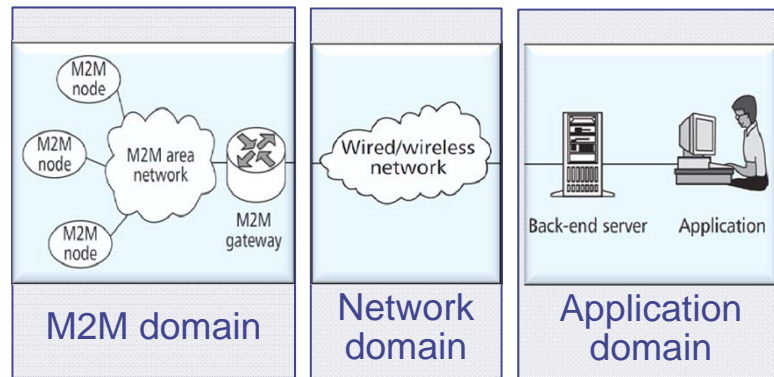 M2M
node
M2M
node
M2M
node
M2M area
network
M2M
gateway
Wired/wireless
network
Back-end server
Application
M2M domain
Network
domain
Application
domain